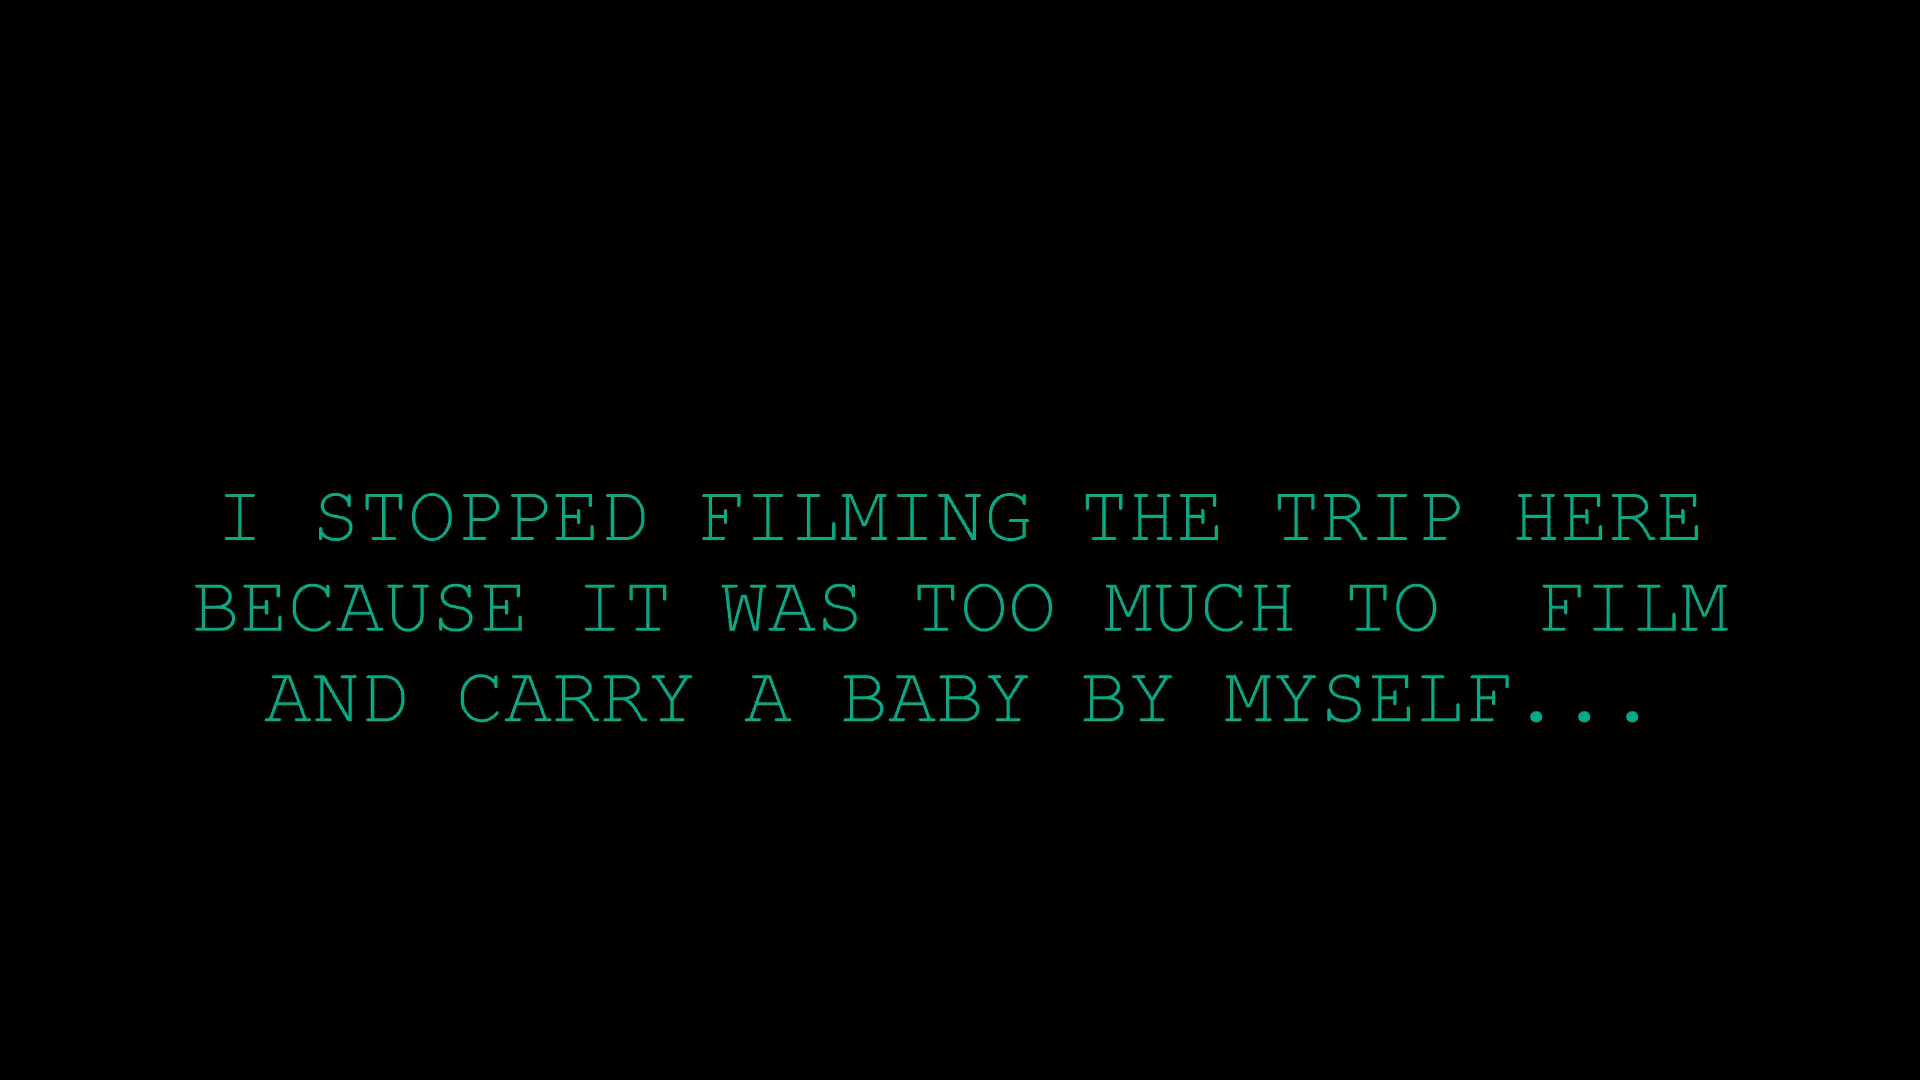 I STOPPED FILMING THE TRIP HERE
BECAUSE IT WAS TOO MUCH TO  FILM
AND CARRY A BABY BY MYSELF...